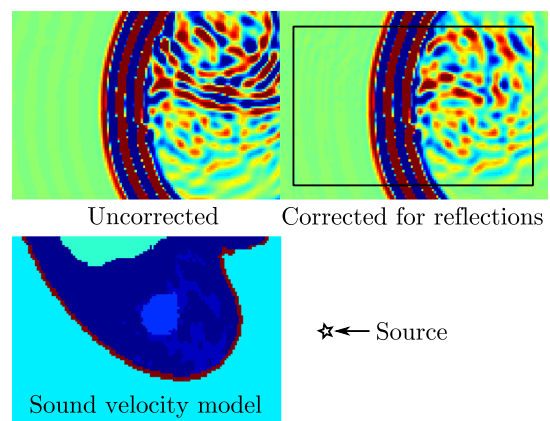 Uncorrected
Corrected for reflections
Source
Sound velocity model